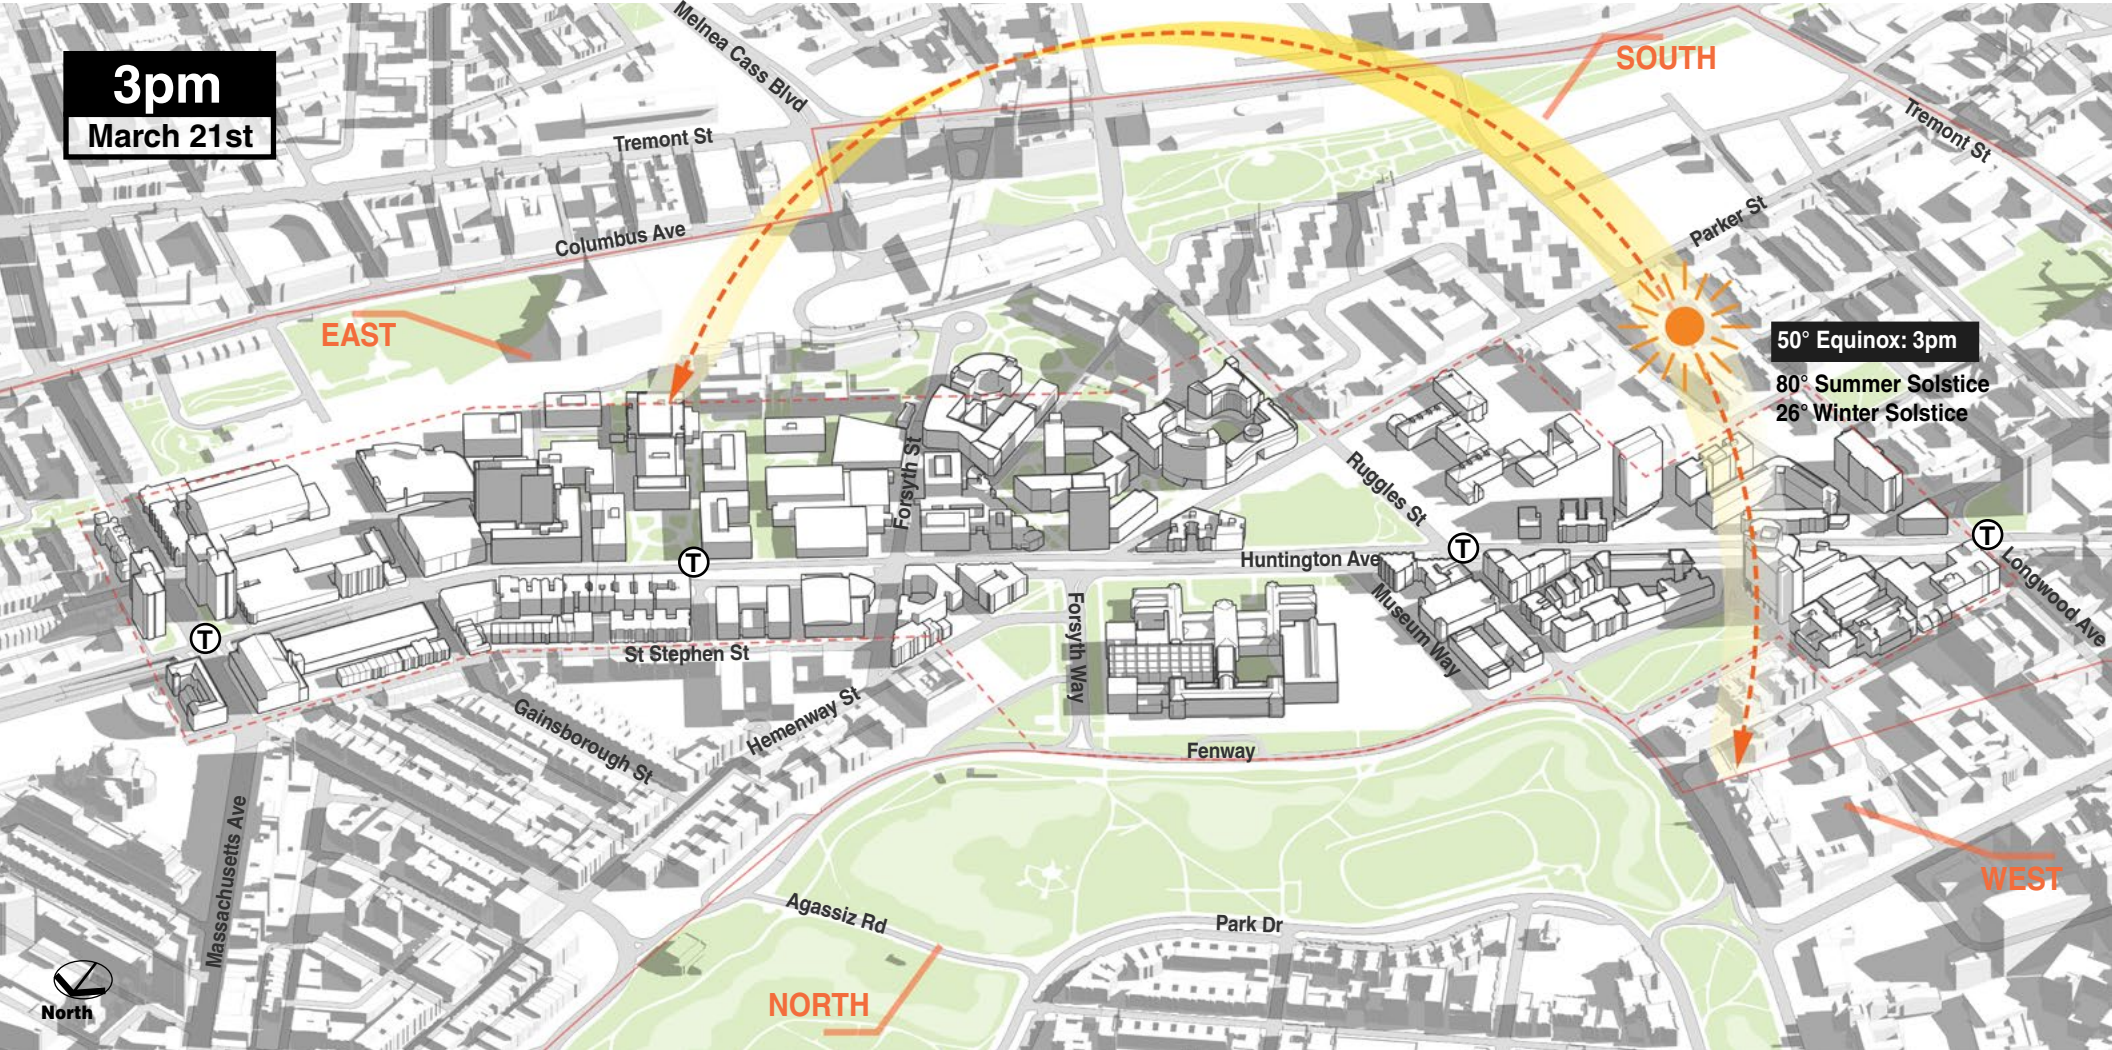 3pm
March 21st
Melnea Cass Blvd
SOUTH
Tremont St
Tremont St
Parker St
Columbus Ave
EAST
50° Equinox: 3pm
80° Summer Solstice
26° Winter Solstice
Forsyth St
Ruggles St
T
T
T
Huntington Ave
Longwood Ave
T
Museum Way
Forsyth Way
St Stephen St
Gainsborough St
Hemenway St
Fenway
Massachusetts Ave
WEST
Agassiz Rd
Park Dr
NORTH
North